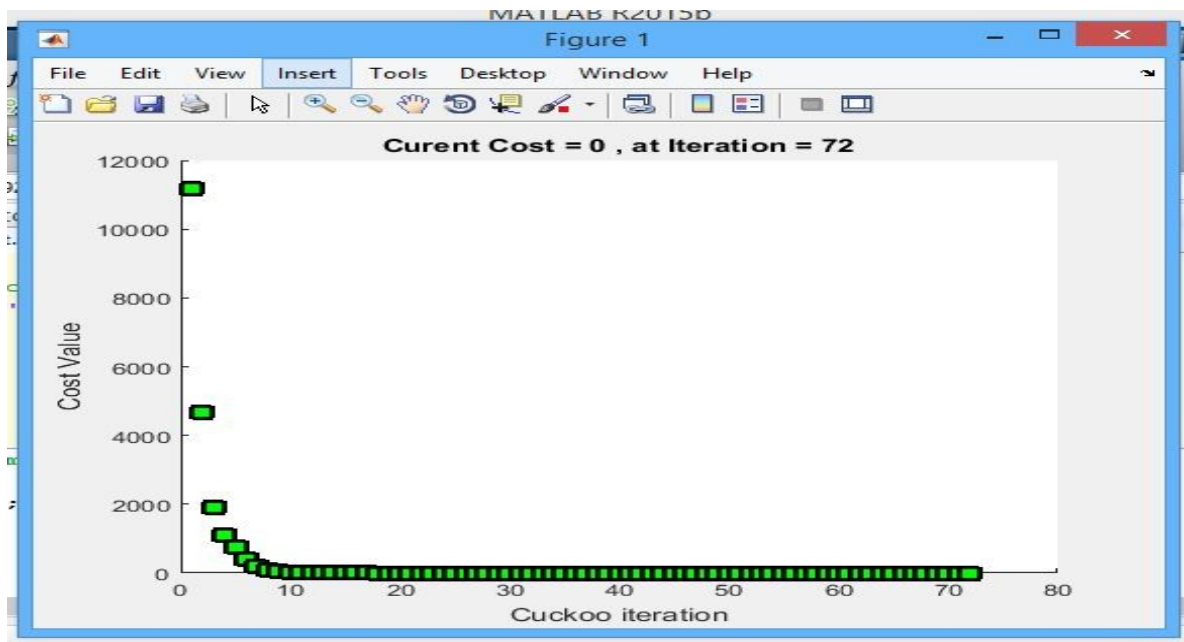 MATLAB R2015b
Figure 1
File Edit View Insert Tools Desktop Window Help
Curent Cost = 0 , at Iteration = 72
12000
10000
8000
6000
4000
2000
0
Cost Value
0 10 20 30 40 50 60 70 80
Cuckoo iteration